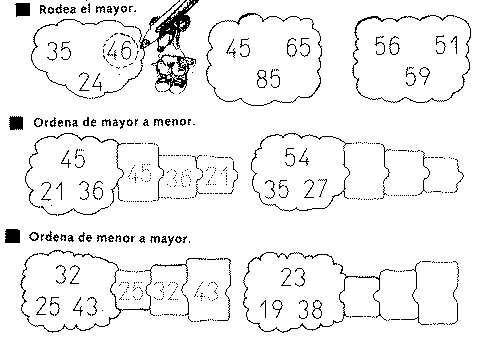 Rodea el mayor.
35 46 45 65 56 51
24 85 59
Ordena de mayor a menor.
45 54
21 36 45 36 21 35 27
Ordena de menor a mayor.
32 23
25 43 25 32 43 19 38